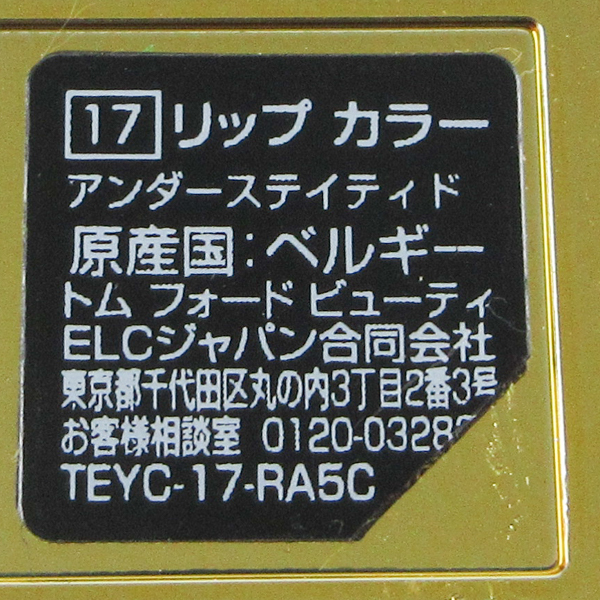 17 リップ カラー
アンダーステイティド
原産国：ベルギー
トム フォード ビューティ
ELCジャパン合同会社
東京都千代田区丸の内3丁目2番3号
お客様相談室 0120-0328
TEYC-17-RA5C